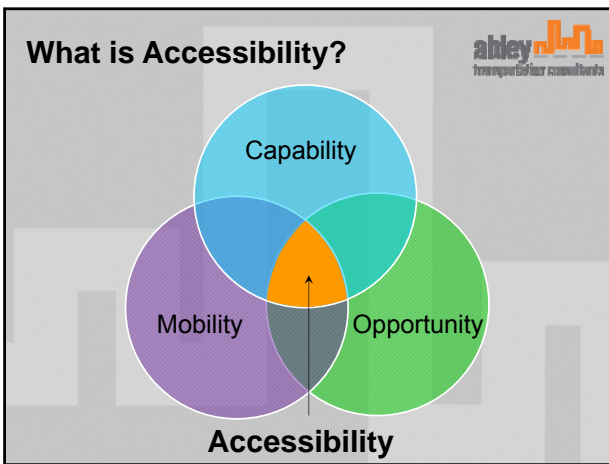 What is Accessibility?
abley
transportation consultants
Capability
Mobility
Opportunity
Accessibility